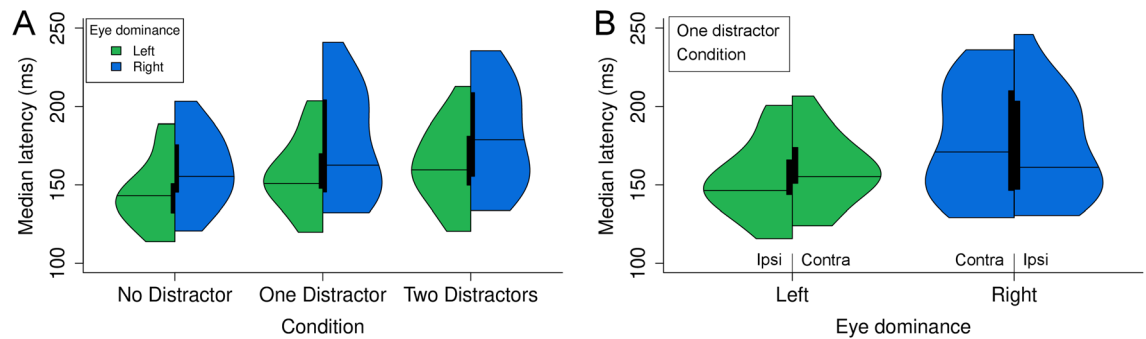 A
Median latency (ms)
250
200
150
100
Eye dominance
Left
Right
No Distractor
One Distractor
Two Distractors
Condition
B
Median latency (ms)
250
200
150
100
One distractor
Condition
Ipsi
Contra
Contra
Ipsi
Left
Right
Eye dominance